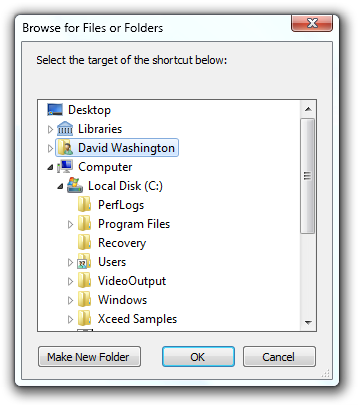 Browse for Files or Folders
Select the target of the shortcut below:
Desktop
Libraries
David Washington
Computer
Local Disk (C:)
PerfLogs
Program Files
Recovery
Users
VideoOutput
Windows
Xceed Samples
Make New Folder
OK
Cancel